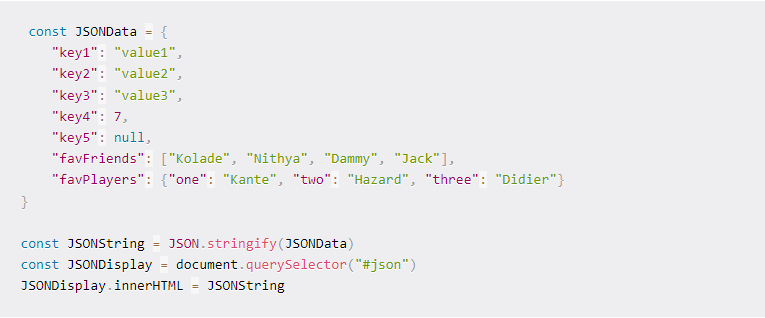 const JSONData = {
"key1": "value1",
"key2": "value2",
"key3": "value3",
"key4": 7,
"key5": null,
"favFriends": ["Kolade", "Nithya", "Dammy", "Jack"],
"favPlayers": {"one": "Kante", "two": "Hazard", "three": "Didier"}
}
const JSONString = JSON.stringify(JSONData)
const JSONDisplay = document.querySelector("#json")
JSONDisplay.innerHTML = JSONString